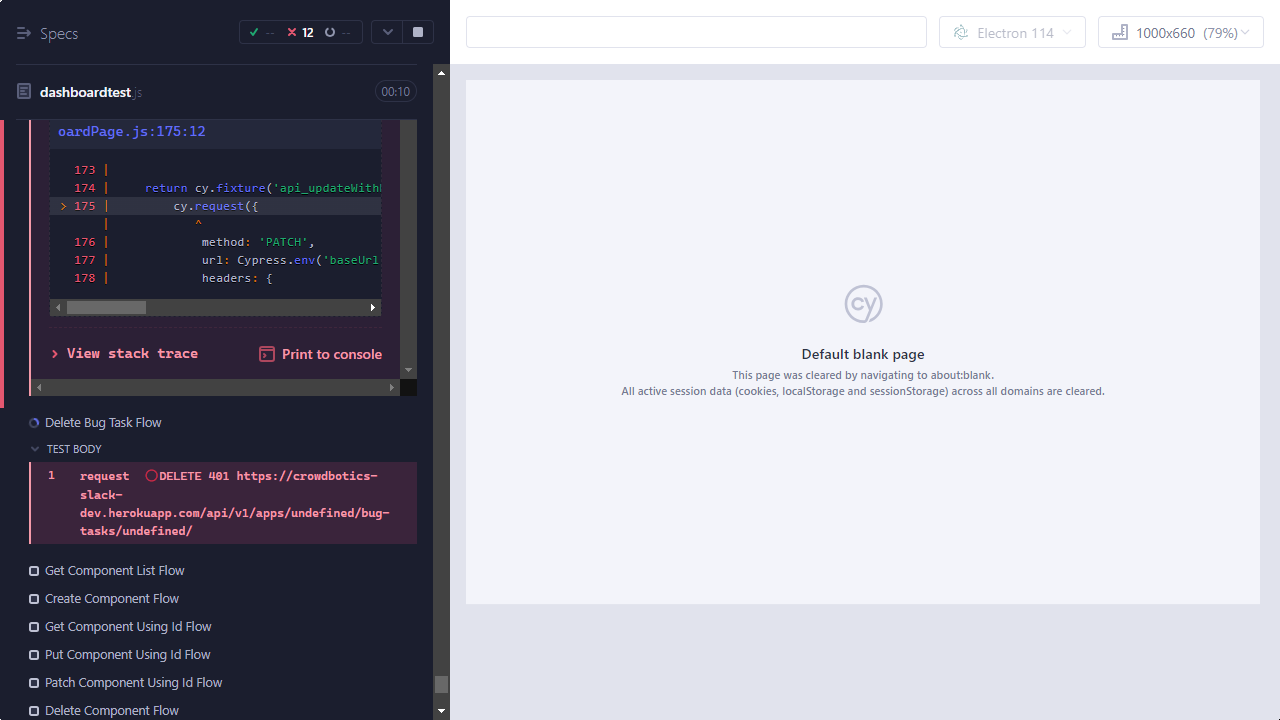 Specs
-- 12 --
Electron 114
1000x660 (79%)
dashboardtest.js
00:10
oardPage.js:175:12
173 |
174 | return cy.fixture('api_updateWith
> 175 | cy.request({
| ^
176 | method: 'PATCH',
177 | url: Cypress.env('baseUrl
178 | headers: {
View stack trace
Print to console
Delete Bug Task Flow
TEST BODY
1 request DELETE 401 https://crowdbotics-
slack-
dev.herokuapp.com/api/v1/apps/undefined/bug-
tasks/undefined/
Get Component List Flow
Create Component Flow
Get Component Using Id Flow
Put Component Using Id Flow
Patch Component Using Id Flow
Delete Component Flow
cy
Default blank page
This page was cleared by navigating to about:blank.
All active session data (cookies, localStorage and sessionStorage) across all domains are cleared.